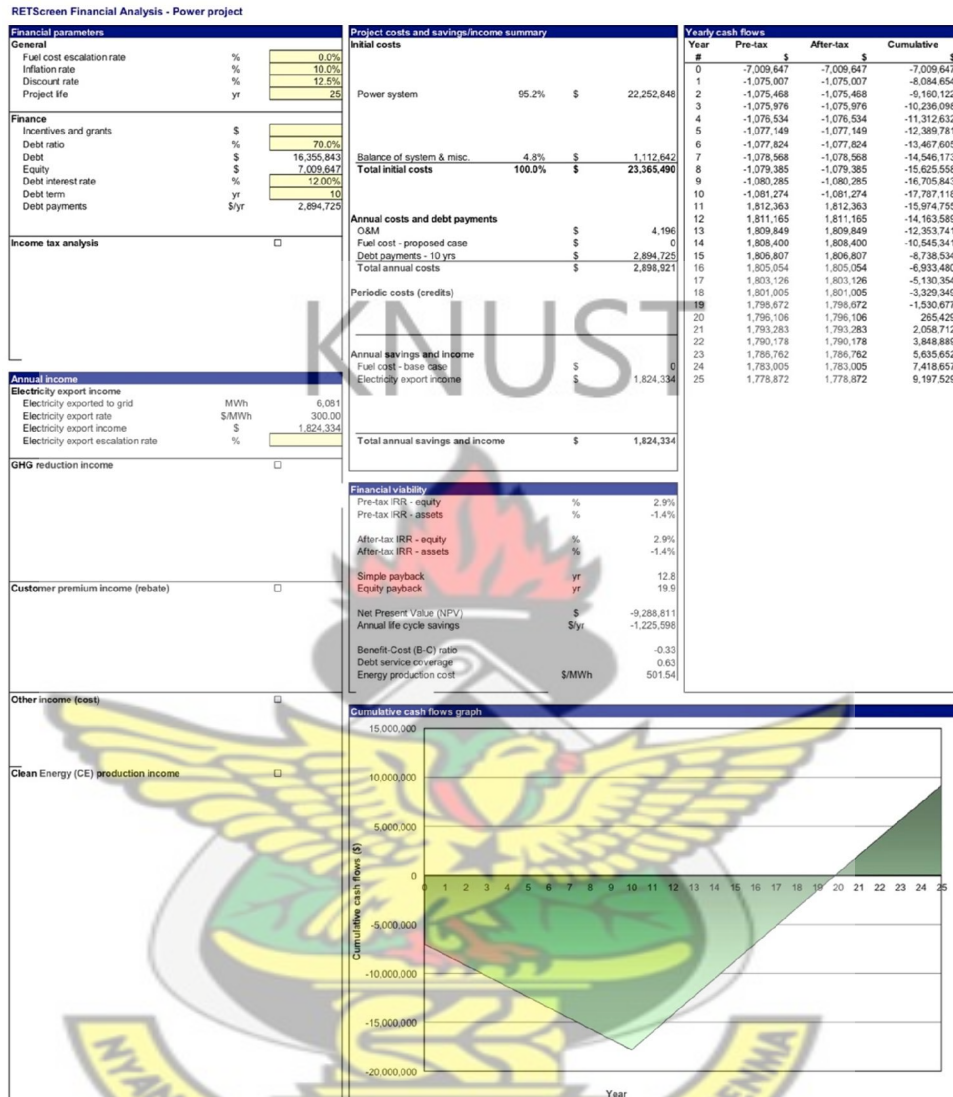 RETScreen Financial Analysis - Power project
Financial parameters
General
Fuel cost escalation rate % 0.0%
Inflation rate % 10.0%
Discount rate % 12.5%
Project life yr 25
Finance
Incentives and grants $
Debt ratio % 70.0%
Debt $ 16,355,843
Equity $ 7,009,647
Debt interest rate % 12.00%
Debt term yr 10
Debt payments $/yr 2,894,725
Income tax analysis
Annual income
Electricity export income
Electricity exported to grid MWh 6,081
Electricity export rate $/MWh 300.00
Electricity export income $ 1,824,334
Electricity export escalation rate %
GHG reduction income
Customer premium income (rebate)
Other income (cost)
Clean Energy (CE) production income
Project costs and savings/income summary
Initial costs
Power system 95.2% $ 22,252,848
Balance of system & misc. 4.8% $ 1,112,642
Total initial costs 100.0% $ 23,365,490
Annual costs and debt payments
O&M $ 4,196
Fuel cost - proposed case $ 0
Debt payments - 10 yrs $ 2,894,725
Total annual costs $ 2,898,921
Periodic costs (credits)
KNUST
Annual savings and income
Fuel cost - base case $ 0
Electricity export income $ 1,824,334
Total annual savings and income $ 1,824,334
Financial viability
Pre-tax IRR - equity % 2.9%
Pre-tax IRR - assets % -1.4%
After-tax IRR - equity % 2.9%
After-tax IRR - assets % -1.4%
Simple payback yr 12.8
Equity payback yr 19.9
Net Present Value (NPV) $ -9,288,811
Annual life cycle savings $/yr -1,225,598
Benefit-Cost (B-C) ratio -0.33
Debt service coverage 0.63
Energy production cost $/MWh 501.54
Yearly cash flows
Year Pre-tax After-tax Cumulative
# $ $ $
0 -7,009,647 -7,009,647 -7,009,647
1 -1,075,007 -1,075,007 -8,084,654
2 -1,075,468 -1,075,468 -9,160,122
3 -1,075,976 -1,075,976 -10,236,098
4 -1,076,534 -1,076,534 -11,312,632
5 -1,077,149 -1,077,149 -12,389,781
6 -1,077,824 -1,077,824 -13,467,605
7 -1,078,568 -1,078,568 -14,546,173
8 -1,079,385 -1,079,385 -15,625,558
9 -1,080,285 -1,080,285 -16,705,843
10 -1,081,274 -1,081,274 -17,787,118
11 1,812,363 1,812,363 -15,974,755
12 1,811,165 1,811,165 -14,163,589
13 1,809,849 1,809,849 -12,353,741
14 1,808,400 1,808,400 -10,545,341
15 1,806,807 1,806,807 -8,738,534
16 1,805,054 1,805,054 -6,933,480
17 1,803,126 1,803,126 -5,130,354
18 1,801,005 1,801,005 -3,329,349
19 1,798,672 1,798,672 -1,530,677
20 1,796,106 1,796,106 265,429
21 1,793,283 1,793,283 2,058,712
22 1,790,178 1,790,178 3,848,889
23 1,786,762 1,786,762 5,635,652
24 1,783,005 1,783,005 7,418,657
25 1,778,872 1,778,872 9,197,529
Cumulative cash flows graph
15,000,000
10,000,000
5,000,000
0
-5,000,000
-10,000,000
-15,000,000
-20,000,000
Cumulative cash flows ($)
0 1 2 3 4 5 6 7 8 9 10 11 12 13 14 15 16 17 18 19 20 21 22 23 24 25
Year
NYAN
ENMA